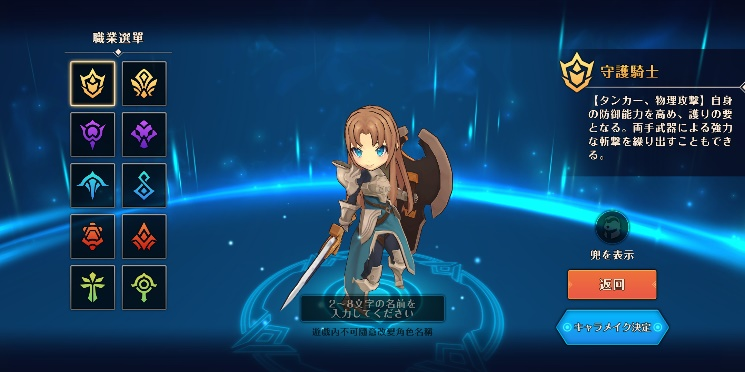 職業選單
守護騎士
【タンカー、物理攻撃】自身
の防御能力を高め、護りの要
となる。両手武器による強力
な斬撃を繰り出すこともでき
る。
兜を表示
返回
キャラメイク決定
2~8文字の名前を
入力してください
遊戲內不可隨意改變角色名稱